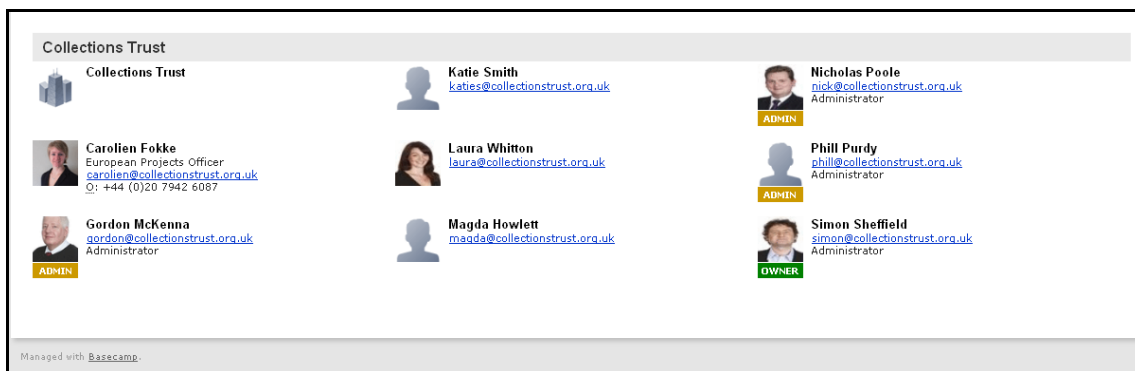 Collections Trust
Collections Trust
Katie Smith
katies@collectionstrust.org.uk
Nicholas Poole
nick@collectionstrust.org.uk
Administrator
ADMIN
Carolien Fokke
European Projects Officer
carolien@collectionstrust.org.uk
O: +44 (0)20 7942 6087
Laura Whitton
laura@collectionstrust.org.uk
Phill Purdy
phill@collectionstrust.org.uk
Administrator
ADMIN
Gordon McKenna
gordon@collectionstrust.org.uk
Administrator
ADMIN
Magda Howlett
magda@collectionstrust.org.uk
Simon Sheffield
simon@collectionstrust.org.uk
Administrator
OWNER
Managed with Basecamp.